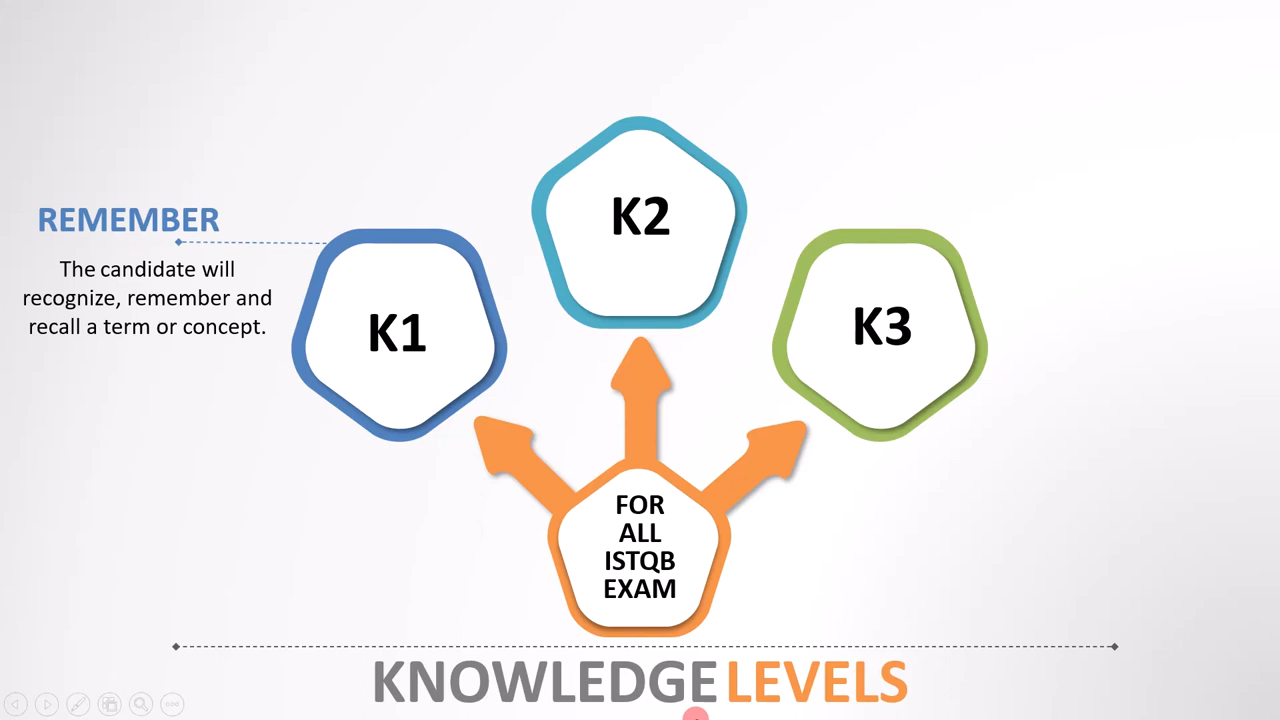 REMEMBER
The candidate will
recognize, remember and
recall a term or concept.
K1
K2
K3
FOR
ALL
ISTQB
EXAM
KNOWLEDGE LEVELS